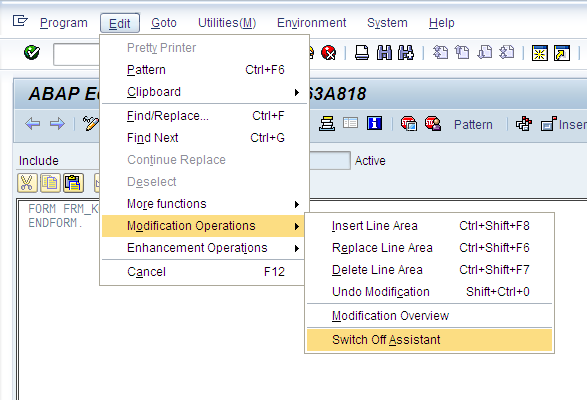 Program Edit Goto Utilities(M) Environment System Help
ABAP Ed 63A818
Pattern Inser
Include Active
FORM FRM_K
ENDFORM.
Pretty Printer
Pattern Ctrl+F6
Clipboard
Find/Replace... Ctrl+F
Find Next Ctrl+G
Continue Replace
Deselect
More functions
Modification Operations
Enhancement Operations
Cancel F12
Insert Line Area Ctrl+Shift+F8
Replace Line Area Ctrl+Shift+F6
Delete Line Area Ctrl+Shift+F7
Undo Modification Shift+Ctrl+0
Modification Overview
Switch Off Assistant